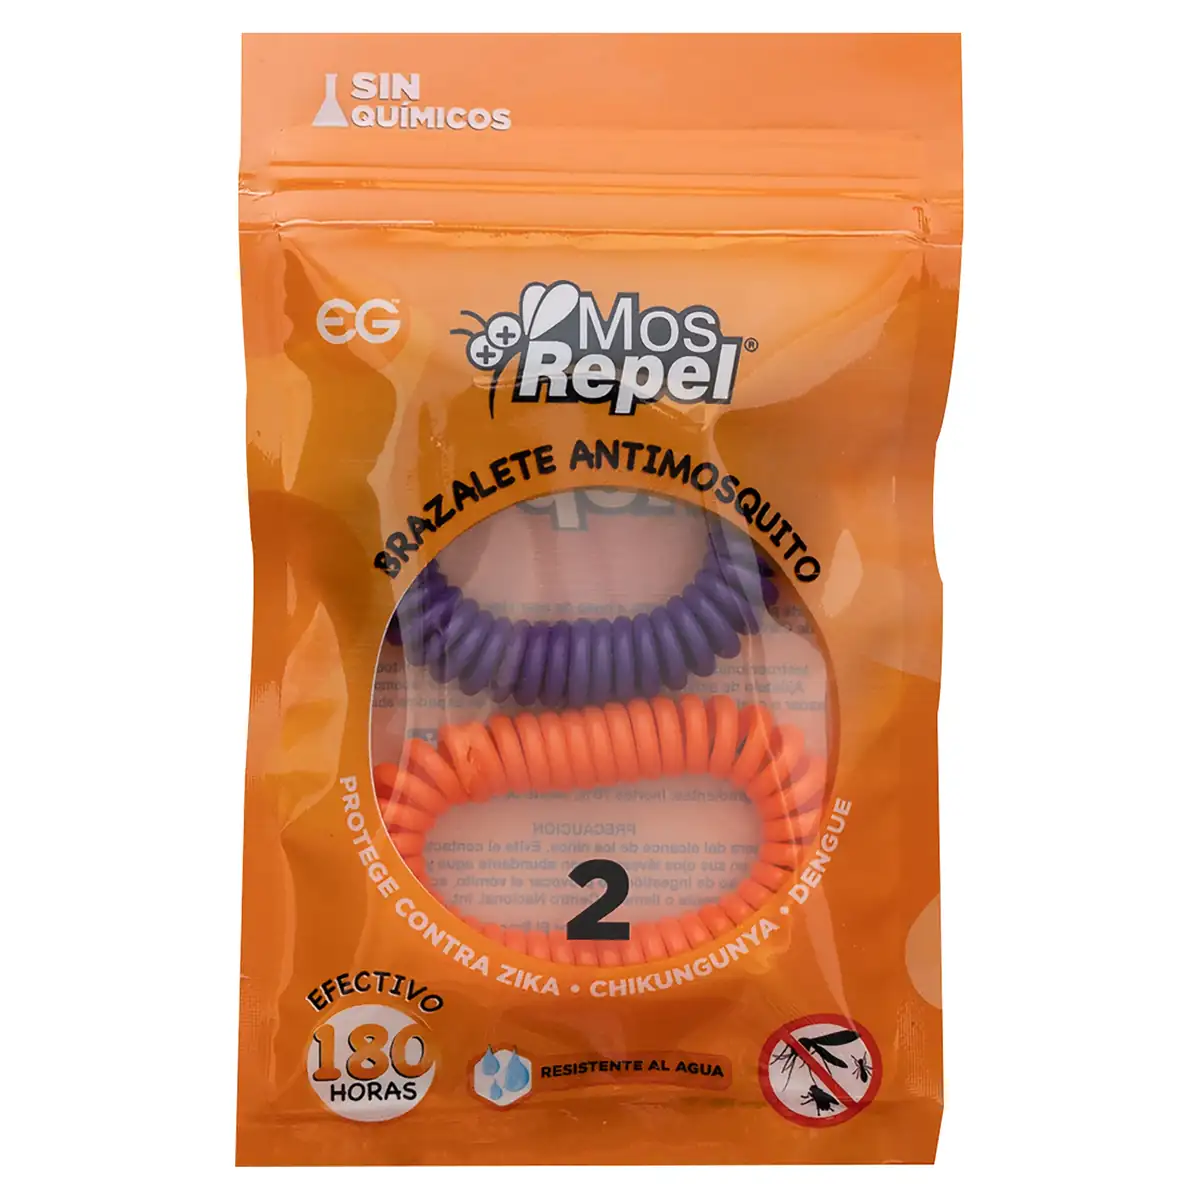 SIN
QUÍMICOS
EG™
Mos
Repel®
BRAZALETE ANTIMOSQUITO
2
PROTEGE CONTRA ZIKA • CHIKUNGUNYA • DENGUE
EFECTIVO
180
HORAS
RESISTENTE AL AGUA
PRECAUCION